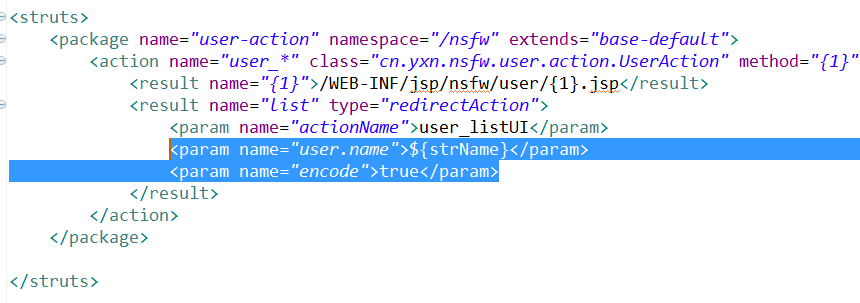 <struts>
<package name="user-action" namespace="/nsfw" extends="base-default">
<action name="user_*" class="cn.yxn.nsfw.user.action.UserAction" method="{1}"
<result name="{1}">/WEB-INF/jsp/nsfw/user/{1}.jsp</result>
<result name="list" type="redirectAction">
<param name="actionName">user_listUI</param>
<param name="user.name">${strName}</param>
<param name="encode">true</param>
</result>
</action>
</package>
</struts>